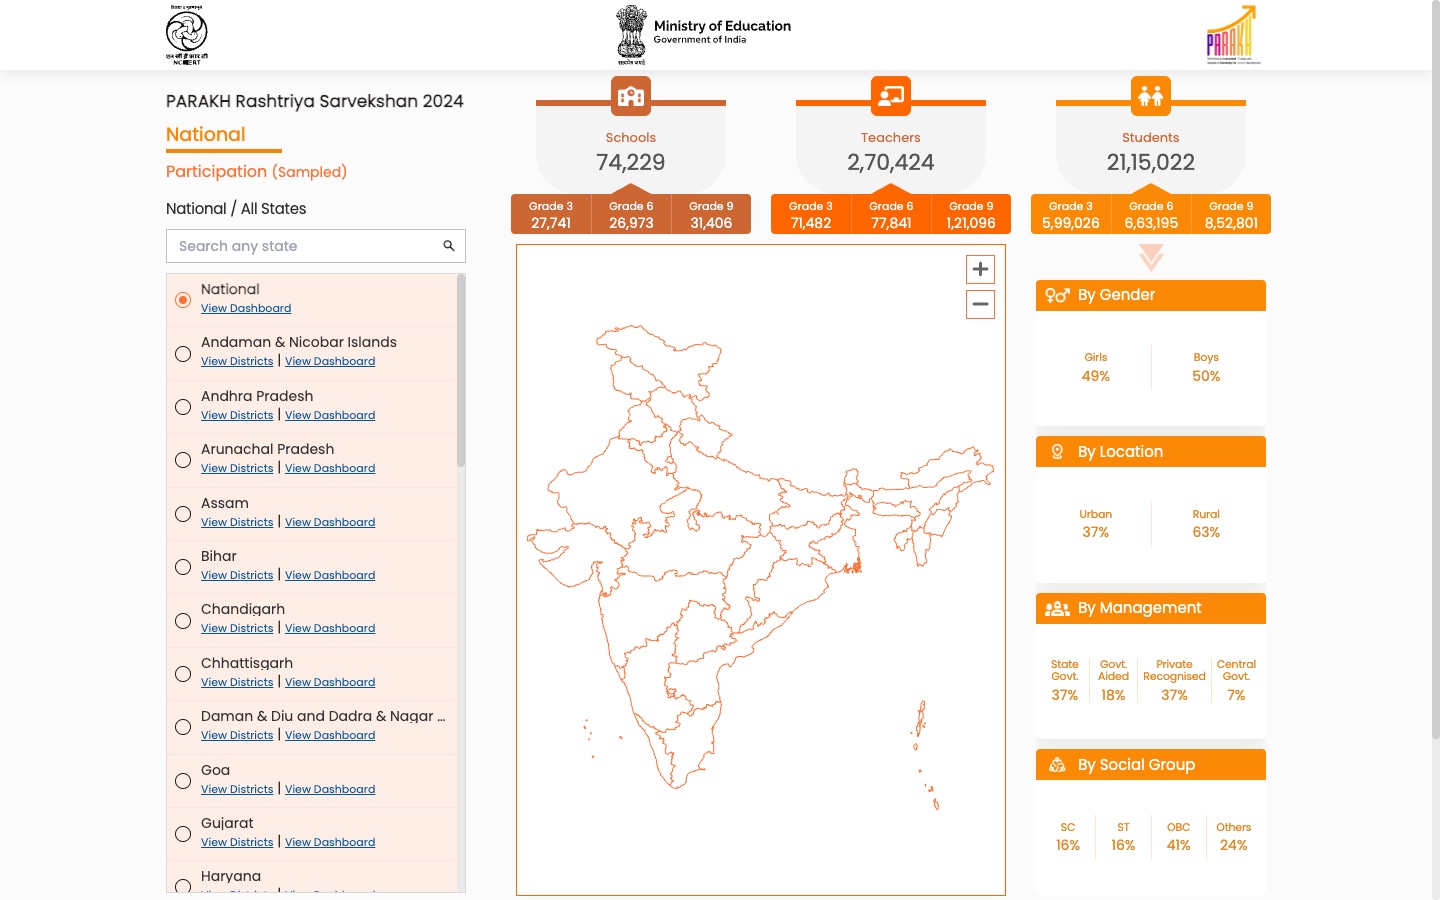 NCERT
Ministry of Education
Government of India
सत्यमेव जयते
PARAKH
PARAKH Rashtriya Sarvekshan 2024
National
Participation (Sampled)
National / All States
Search any state
National
View Dashboard
Andaman & Nicobar Islands
View Districts | View Dashboard
Andhra Pradesh
View Districts | View Dashboard
Arunachal Pradesh
View Districts | View Dashboard
Assam
View Districts | View Dashboard
Bihar
View Districts | View Dashboard
Chandigarh
View Districts | View Dashboard
Chhattisgarh
View Districts | View Dashboard
Daman & Diu and Dadra & Nagar ...
View Districts | View Dashboard
Goa
View Districts | View Dashboard
Gujarat
View Districts | View Dashboard
Haryana
Schools
74,229
Grade 3 Grade 6 Grade 9
27,741 26,973 31,406
Teachers
2,70,424
Grade 3 Grade 6 Grade 9
71,482 77,841 1,21,096
Students
21,15,022
Grade 3 Grade 6 Grade 9
5,99,026 6,63,195 8,52,801
By Gender
Girls Boys
49% 50%
By Location
Urban Rural
37% 63%
By Management
State Govt. Private Central
Govt. Aided Recognised Govt.
37% 18% 37% 7%
By Social Group
SC ST OBC Others
16% 16% 41% 24%